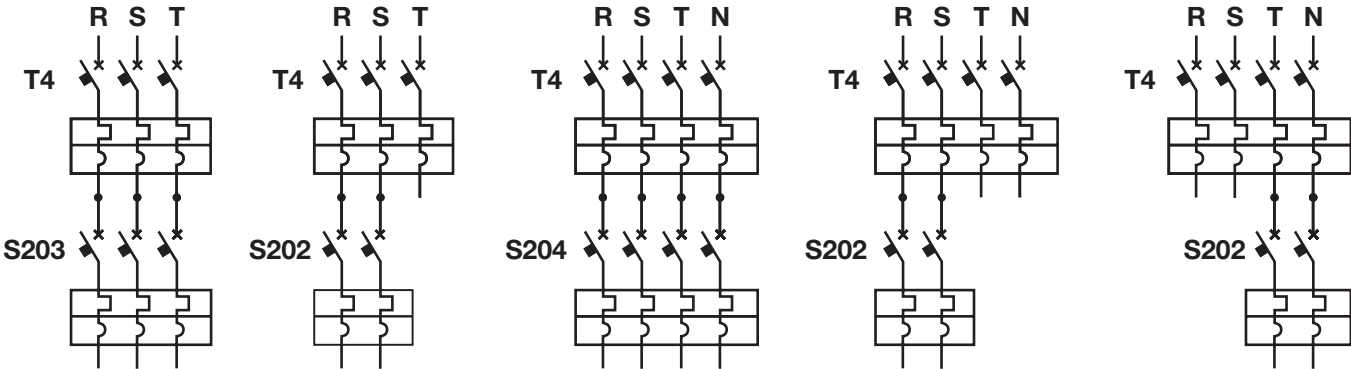 R S T R S T R S T N R S T N R S T N
T4 T4 T4 T4 T4
S203 S202 S204 S202 S202